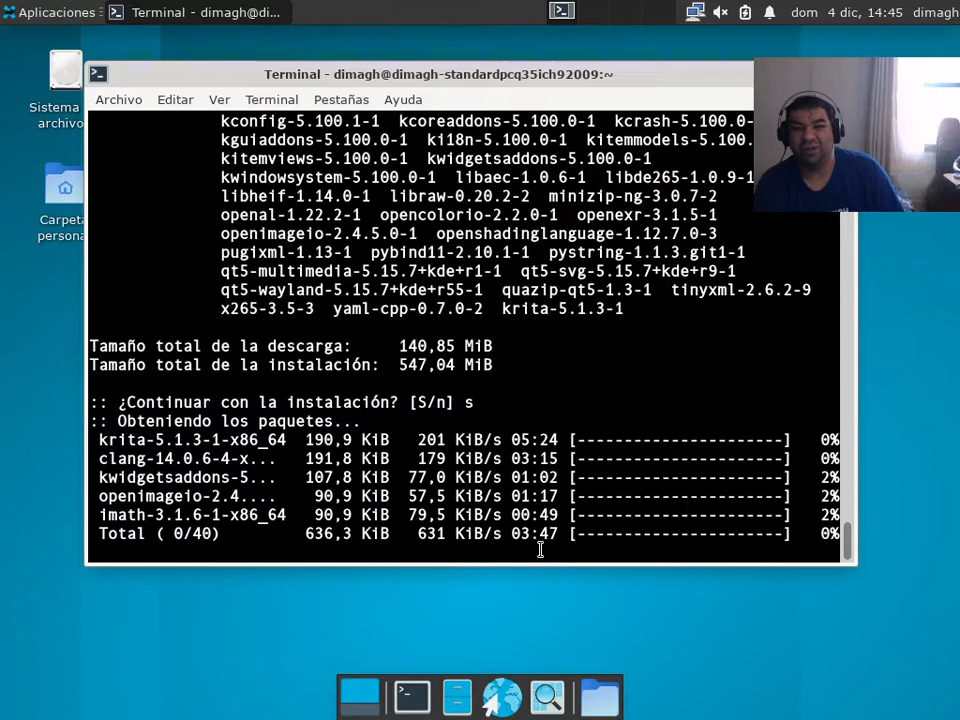 Aplicaciones
Terminal - dimagh@di...
dom 4 dic, 14:45
dimagh
Sistema
archivo
Carpeta
persona
Terminal - dimagh@dimagh-standardpcq35ich92009:~
Archivo Editar Ver Terminal Pestañas Ayuda
kconfig-5.100.1-1 kcoreaddons-5.100.0-1 kcrash-5.100.0-
kguiaddons-5.100.0-1 ki18n-5.100.0-1 kitemmodels-5.100.
kitemviews-5.100.0-1 kwidgetsaddons-5.100.0-1
kwindowsystem-5.100.0-1 libaec-1.0.6-1 libde265-1.0.9-1
libheif-1.14.0-1 libraw-0.20.2-2 minizip-ng-3.0.7-2
openal-1.22.2-1 opencolorio-2.2.0-1 openexr-3.1.5-1
openimageio-2.4.5.0-1 openshadinglanguage-1.12.7.0-3
pugixml-1.13-1 pybind11-2.10.1-1 pystring-1.1.3.git1-1
qt5-multimedia-5.15.7+kde+r1-1 qt5-svg-5.15.7+kde+r9-1
qt5-wayland-5.15.7+kde+r55-1 quazip-qt5-1.3-1 tinyxml-2.6.2-9
x265-3.5-3 yaml-cpp-0.7.0-2 krita-5.1.3-1
Tamaño total de la descarga: 140,85 MiB
Tamaño total de la instalación: 547,04 MiB
:: ¿Continuar con la instalación? [S/n] s
:: Obteniendo los paquetes...
krita-5.1.3-1-x86_64 190,9 KiB 201 KiB/s 05:24 [----------------------] 0%
clang-14.0.6-4-x... 191,8 KiB 179 KiB/s 03:15 [----------------------] 0%
kwidgetsaddons-5... 107,8 KiB 77,0 KiB/s 01:02 [----------------------] 2%
openimageio-2.4.... 90,9 KiB 57,5 KiB/s 01:17 [----------------------] 2%
imath-3.1.6-1-x86_64 90,9 KiB 79,5 KiB/s 00:49 [----------------------] 2%
Total ( 0/40) 636,3 KiB 631 KiB/s 03:47 [----------------------] 0%